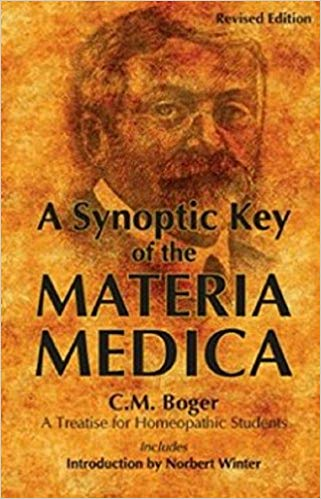 Revised Edition
A Synoptic Key
of the
MATERIA
MEDICA
C.M. Boger
A Treatise for Homeopathic Students
Includes
Introduction by Norbert Winter